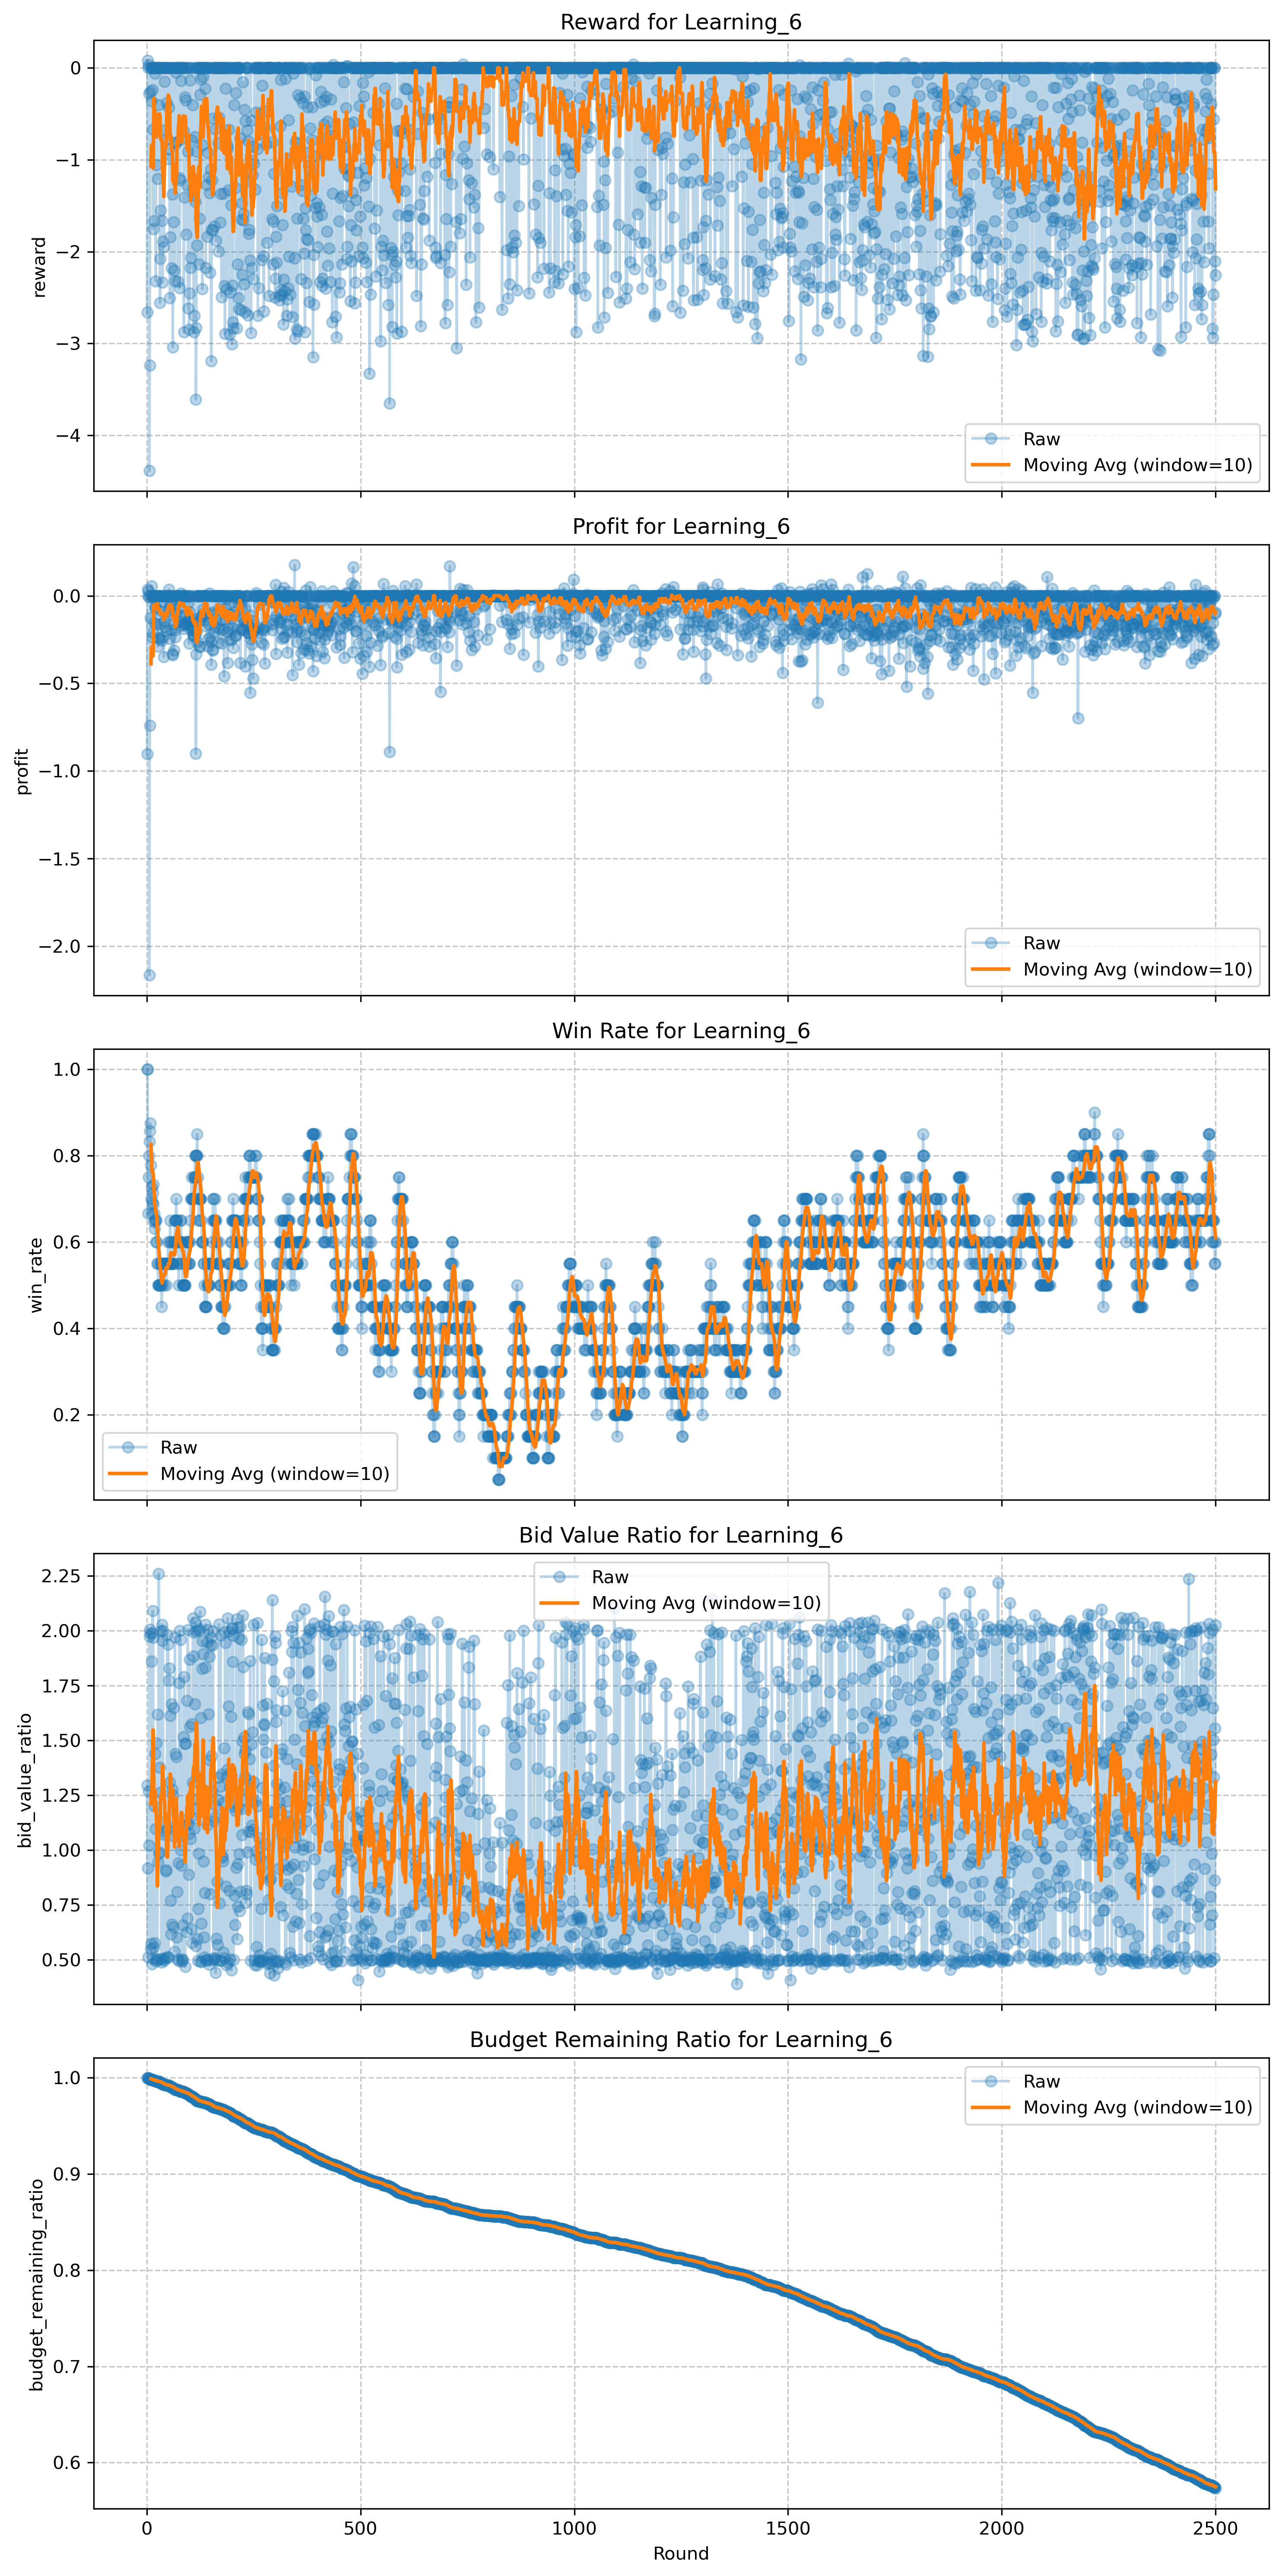 Reward for Learning_6
0
−1
−2
−3
−4
reward
Raw
Moving Avg (window=10)
Profit for Learning_6
0.0
−0.5
−1.0
−1.5
−2.0
profit
Raw
Moving Avg (window=10)
Win Rate for Learning_6
1.0
0.8
0.6
0.4
0.2
win_rate
Raw
Moving Avg (window=10)
Bid Value Ratio for Learning_6
2.25
2.00
1.75
1.50
1.25
1.00
0.75
0.50
bid_value_ratio
Raw
Moving Avg (window=10)
Budget Remaining Ratio for Learning_6
1.0
0.9
0.8
0.7
0.6
budget_remaining_ratio
Raw
Moving Avg (window=10)
0 500 1000 1500 2000 2500
Round